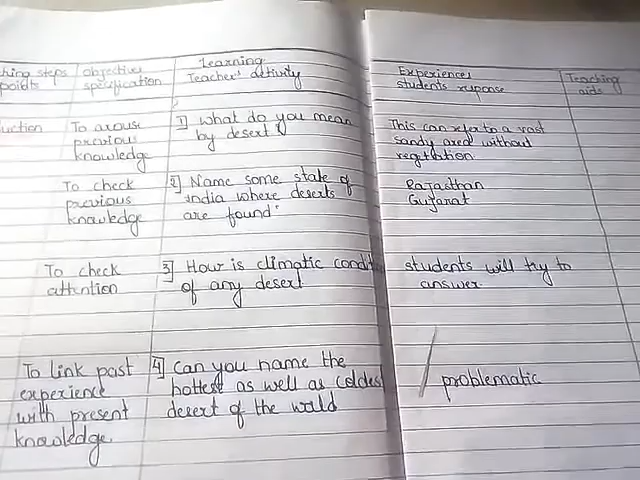 hing steps
points
Objective
specification
Learning
Teacher's activity
Experiences
students response
Teaching
aids
uction
To arouse
previous
knowledge
1] What do you mean
by desert?
This can refer to a vast
sandy area without
vegitation
To check
previous
knowledge
2] Name some state of
india where deserts
are found
Rajasthan
Gujarat
To check
attention
3] How is climatic condit
of any desert
students will try to
answer
To link past
experience
with present
knowledge.
4] Can you name the
hottest as well as coldest
desert of the world
problematic